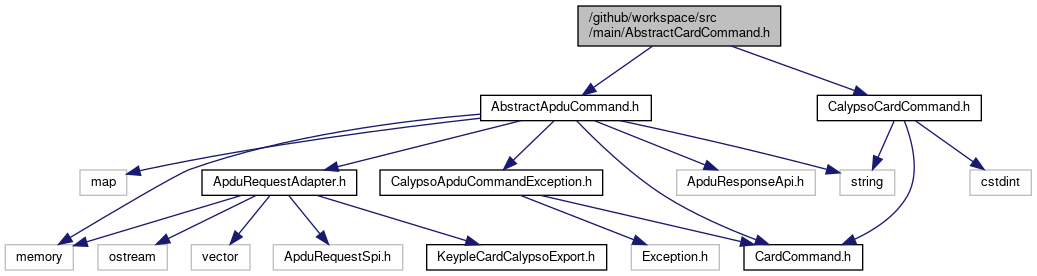 /github/workspace/src
/main/AbstractCardCommand.h
AbstractApduCommand.h
CalypsoCardCommand.h
map
ApduRequestAdapter.h
CalypsoApduCommandException.h
ApduResponseApi.h
string
cstdint
memory
ostream
vector
ApduRequestSpi.h
KeypleCardCalypsoExport.h
Exception.h
CardCommand.h